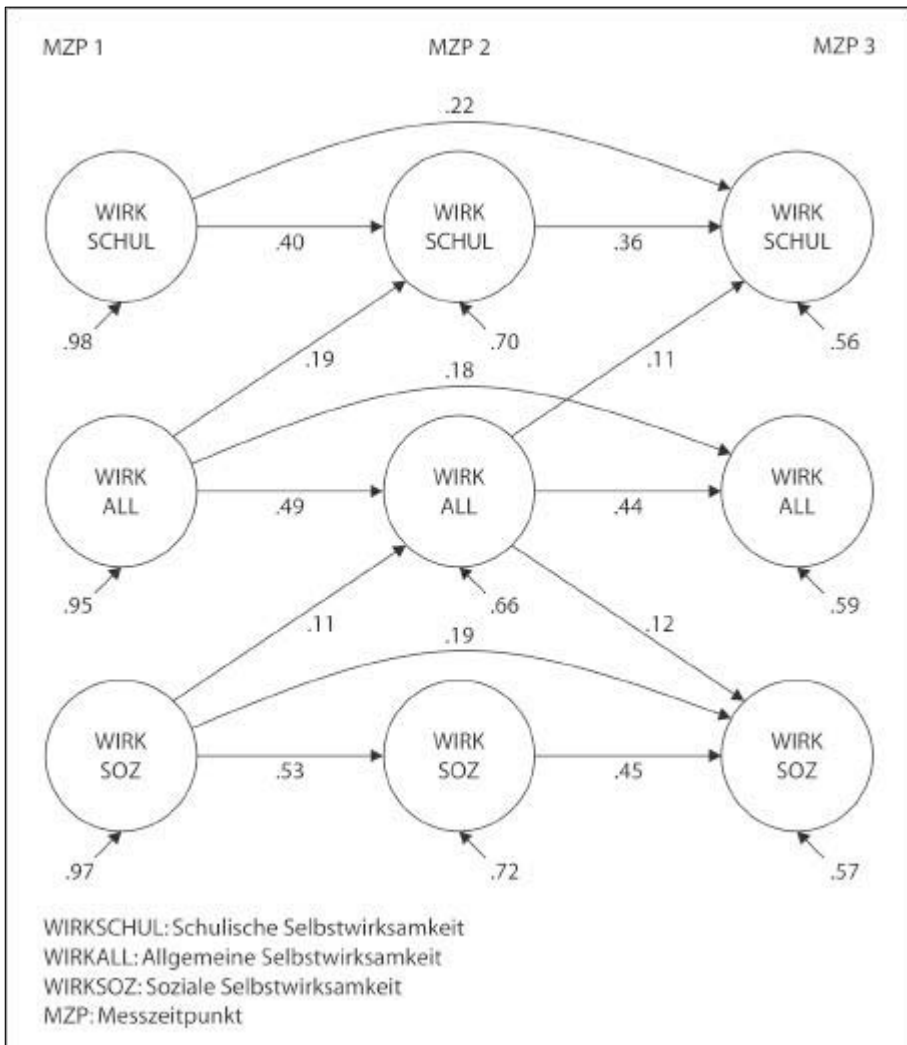 MZP 1 MZP 2 MZP 3
.22
WIRK WIRK WIRK
SCHUL SCHUL SCHUL
.40 .36
.98 .70 .56
.19 .11
.18
WIRK WIRK WIRK
ALL ALL ALL
.49 .44
.95 .66 .59
.11 .12
.19
WIRK WIRK WIRK
SOZ SOZ SOZ
.53 .45
.97 .72 .57
WIRKSCHUL: Schulische Selbstwirksamkeit
WIRKALL: Allgemeine Selbstwirksamkeit
WIRKSOZ: Soziale Selbstwirksamkeit
MZP: Messzeitpunkt